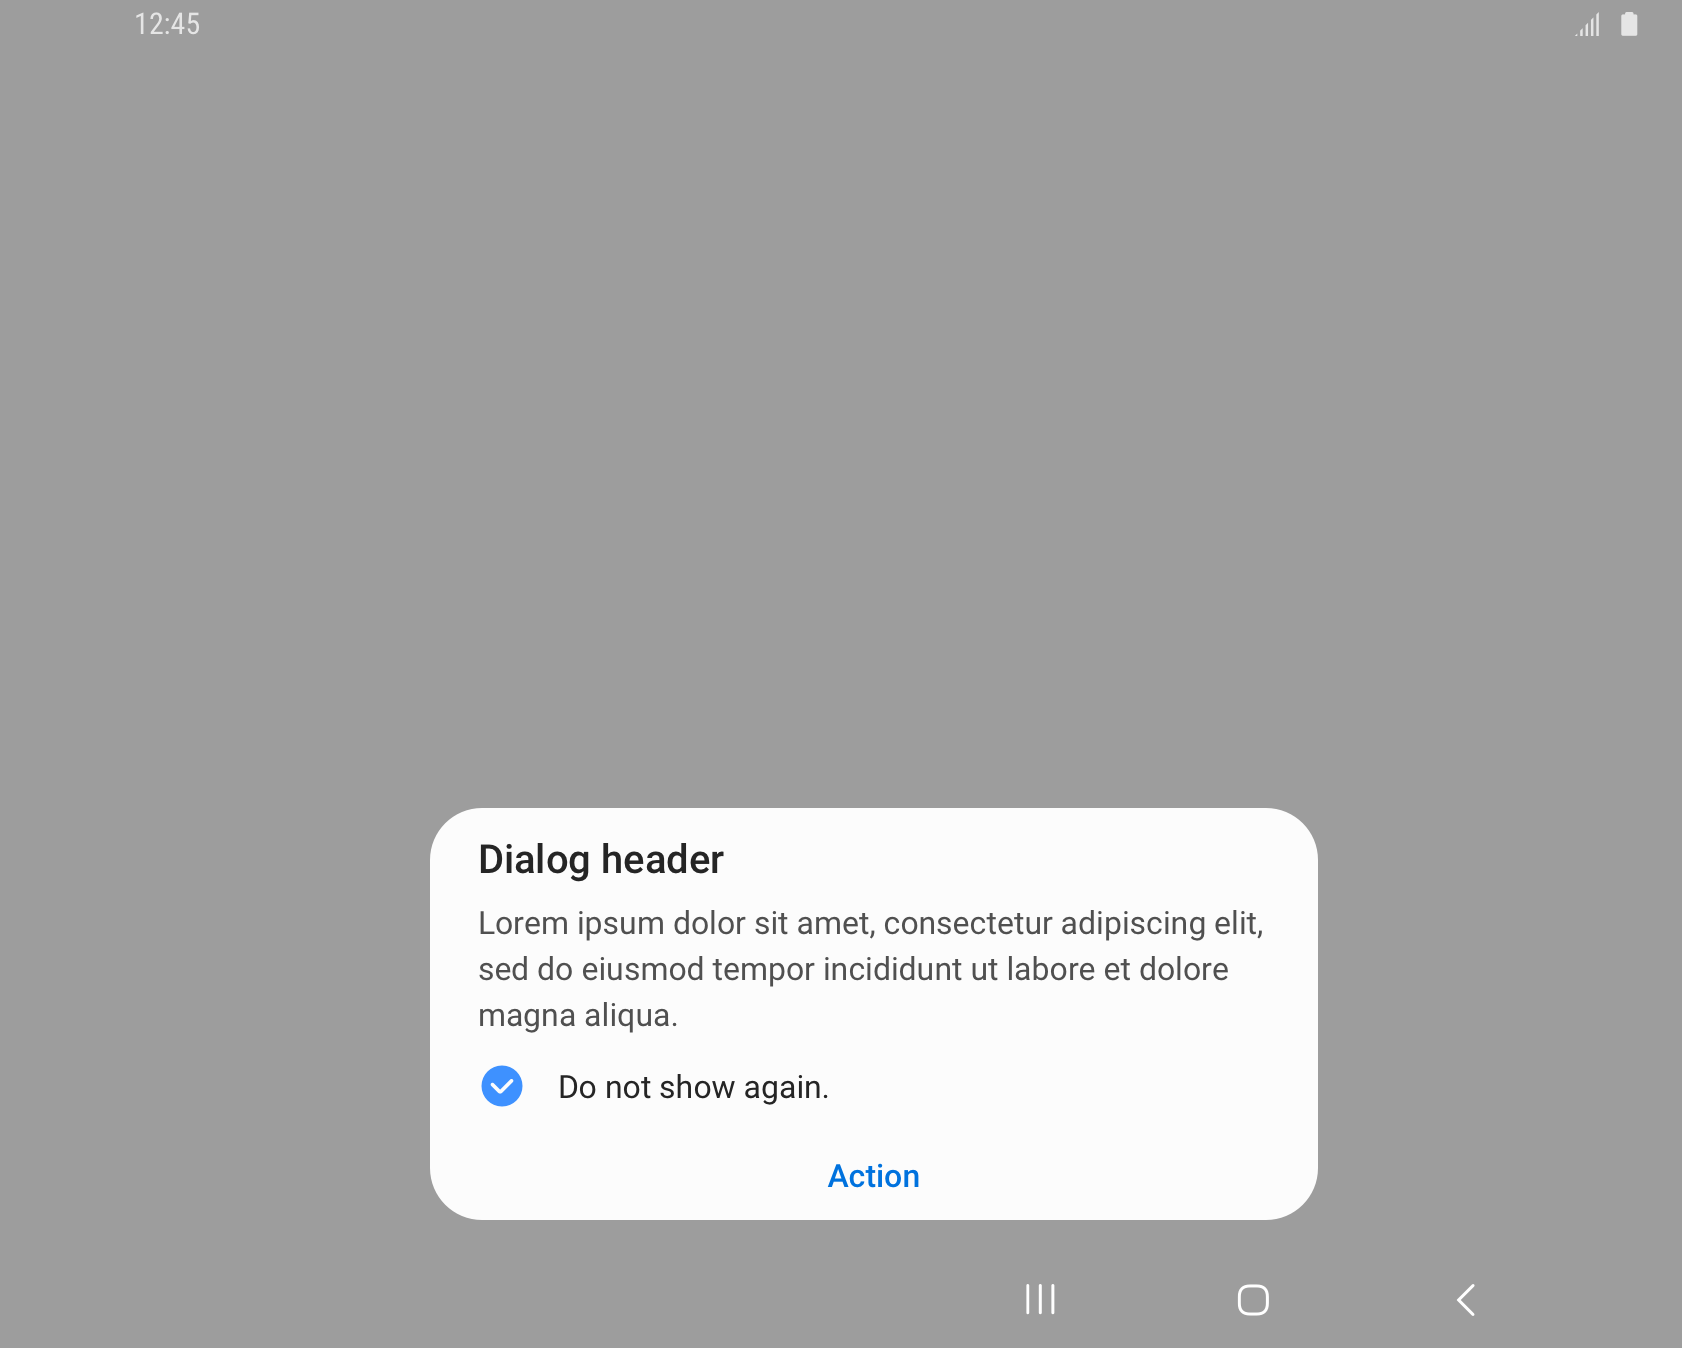 12:45
Dialog header
Lorem ipsum dolor sit amet, consectetur adipiscing elit,
sed do eiusmod tempor incididunt ut labore et dolore
magna aliqua.
Do not show again.
Action